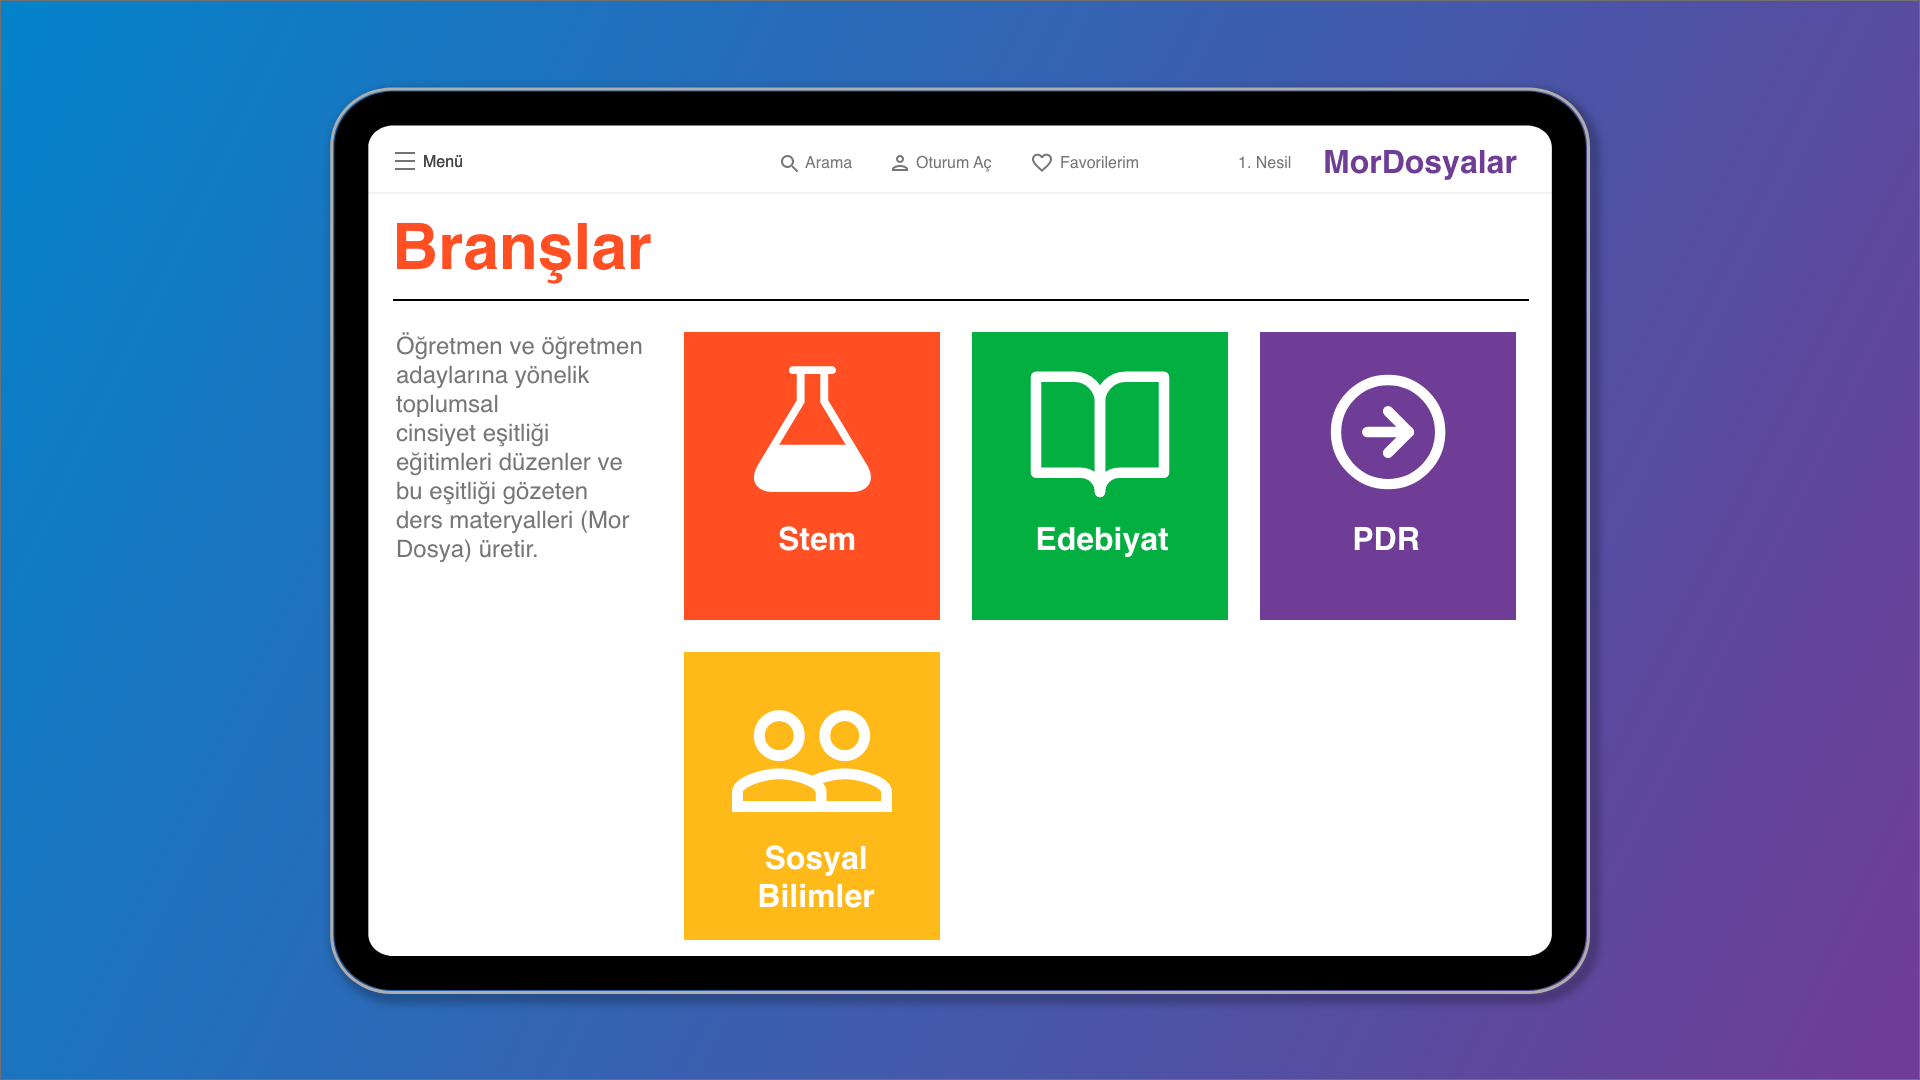 Menü
Arama
Oturum Aç
Favorilerim
1. Nesil
MorDosyalar
Branşlar
Öğretmen ve öğretmen
adaylarına yönelik
toplumsal
cinsiyet eşitliği
eğitimleri düzenler ve
bu eşitliği gözeten
ders materyalleri (Mor
Dosya) üretir.
Stem
Edebiyat
PDR
Sosyal
Bilimler